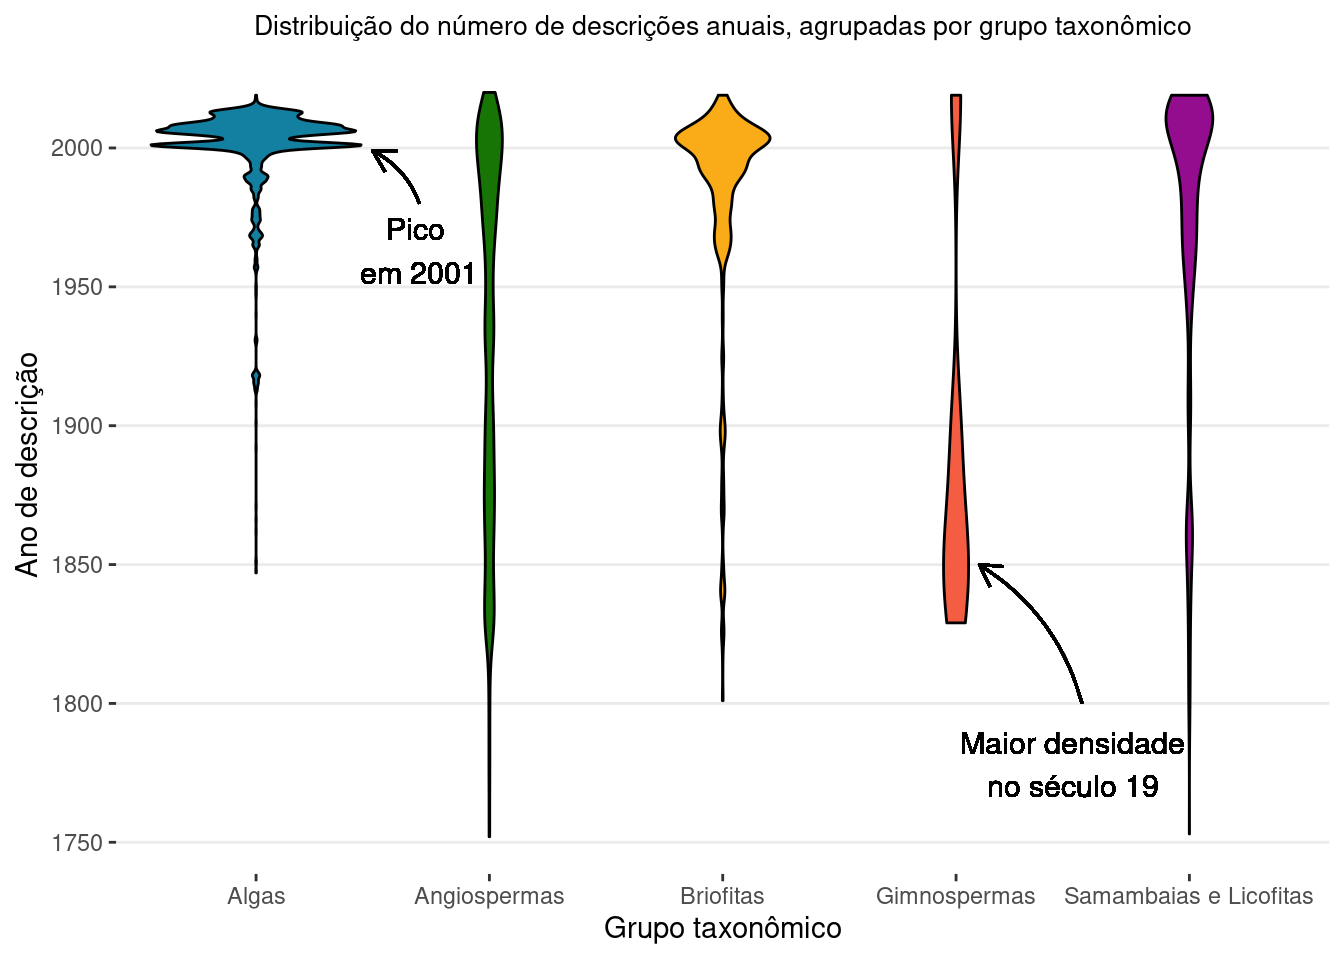 Distribuição do número de descrições anuais, agrupadas por grupo taxonômico
2000
1950
1900
1850
1800
1750
Ano de descrição
Pico
em 2001
Maior densidade
no século 19
Algas
Angiospermas
Briofitas
Gimnospermas
Samambaias e Licofitas
Grupo taxonômico